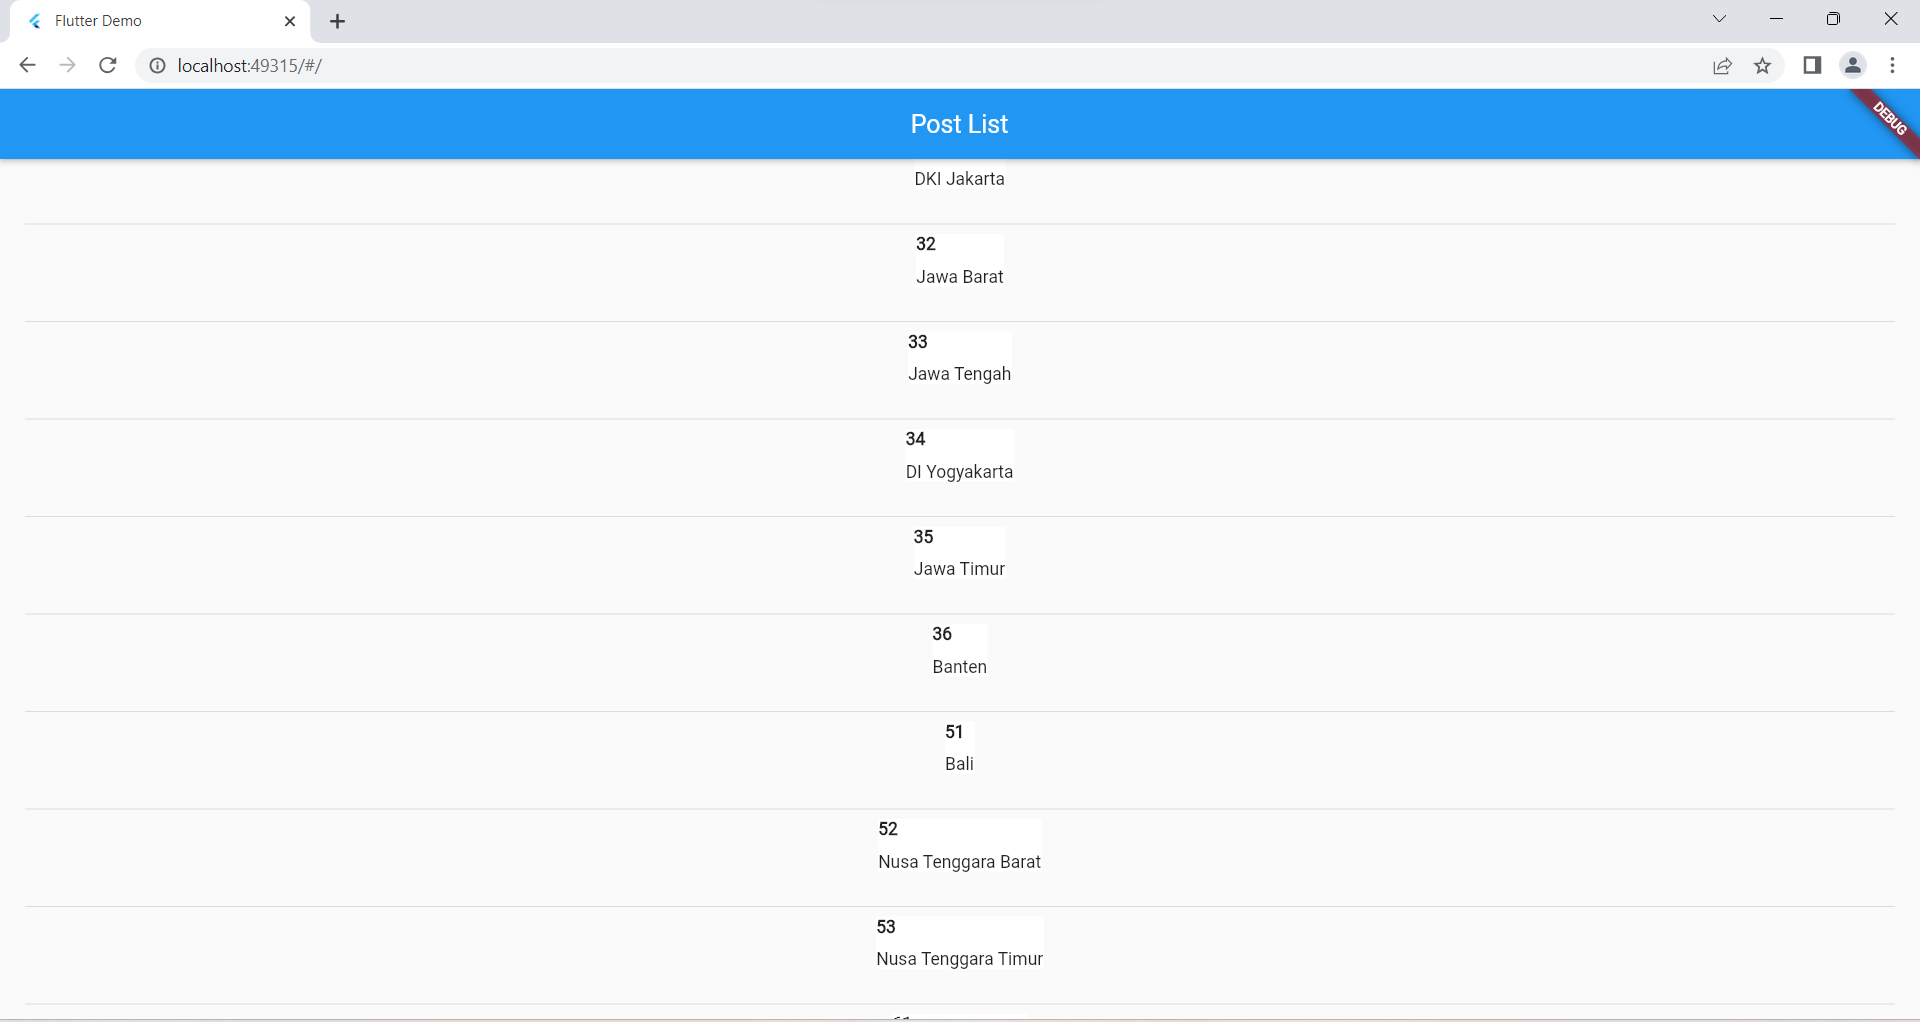 Flutter Demo
localhost:49315/#/
Post List
DEBUG
DKI Jakarta
32
Jawa Barat
33
Jawa Tengah
34
DI Yogyakarta
35
Jawa Timur
36
Banten
51
Bali
52
Nusa Tenggara Barat
53
Nusa Tenggara Timur